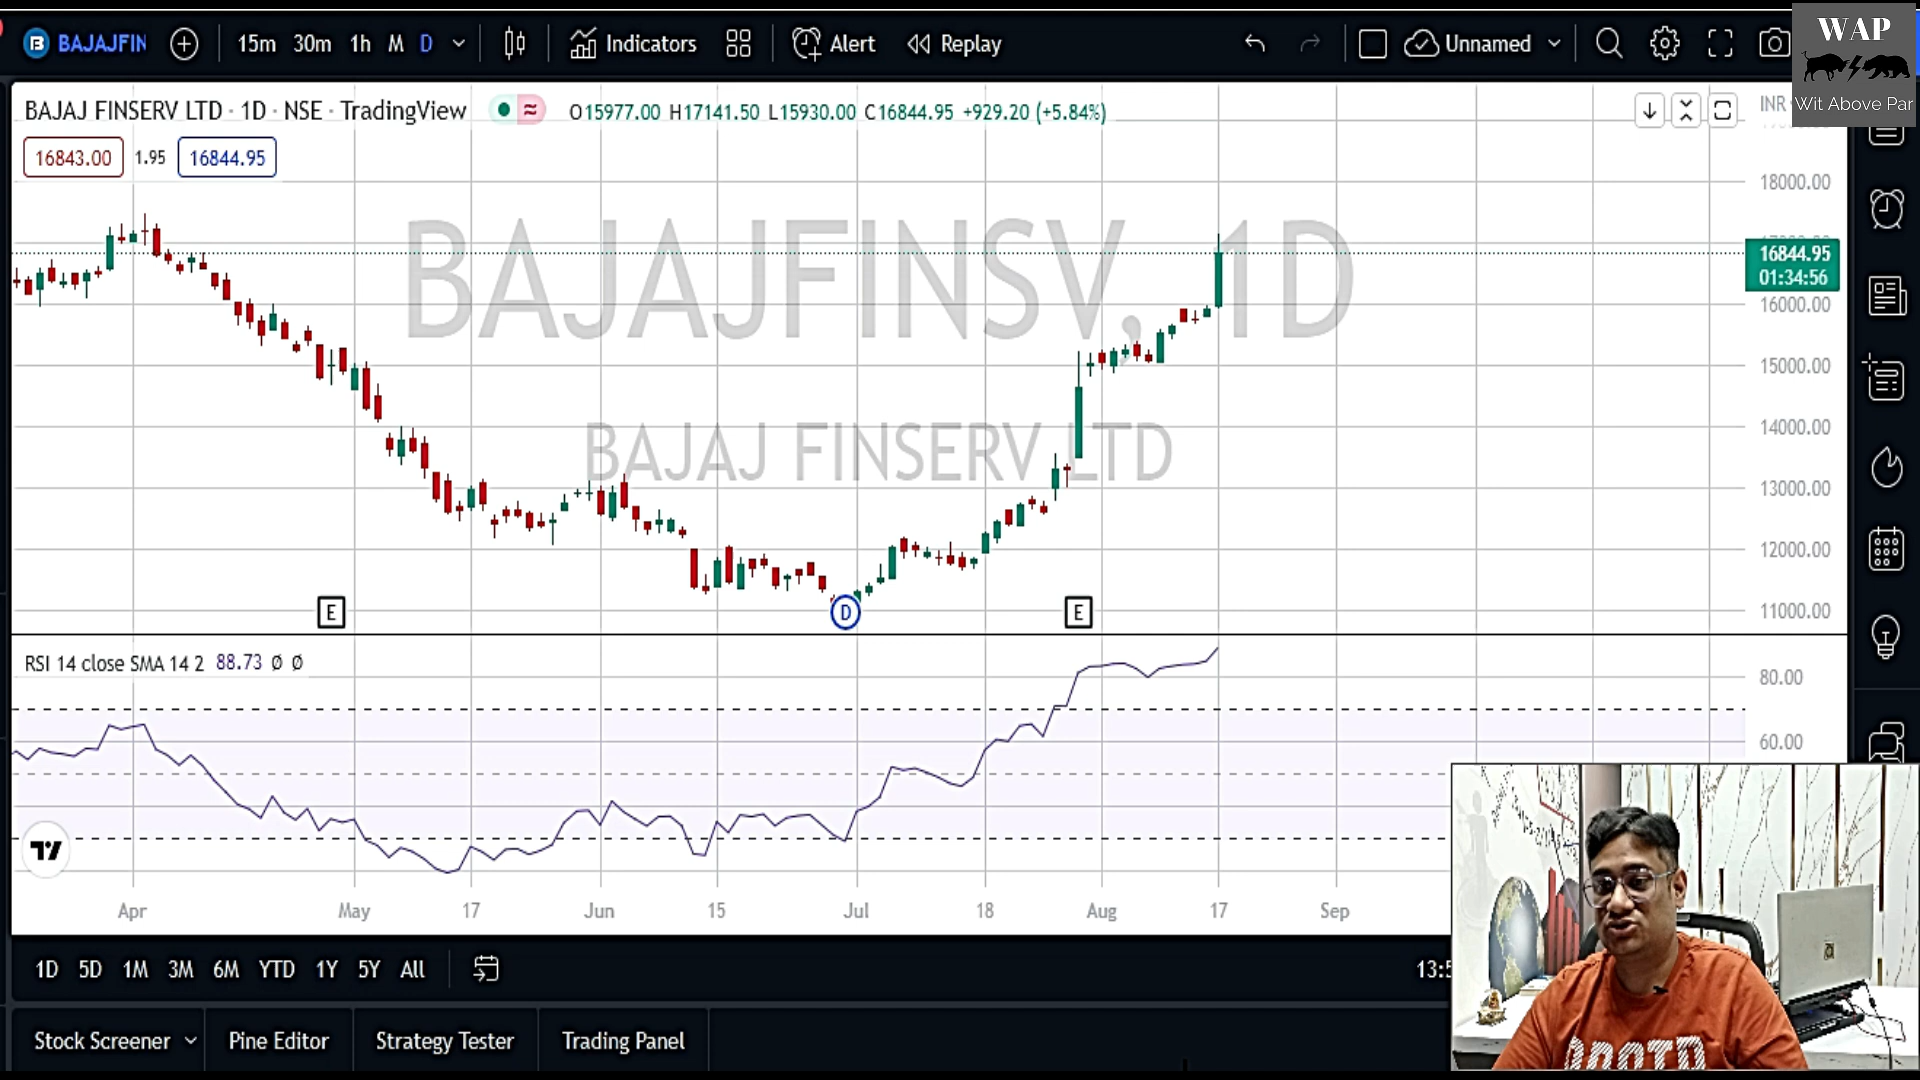 BAJAJFIN 15m 30m 1h M D Indicators Alert Replay Unnamed
WAP
Wit Above Par
BAJAJ FINSERV LTD · 1D · NSE · TradingView O15977.00 H17141.50 L15930.00 C16844.95 +929.20 (+5.84%) INR
16843.00 1.95 16844.95
18000.00
BAJAJFINSV, 1D
16844.95
01:34:56
16000.00
15000.00
14000.00
BAJAJ FINSERV LTD
13000.00
12000.00
E D E 11000.00
RSI 14 close SMA 14 2 88.73 Ø Ø
80.00
60.00
Apr May 17 Jun 15 Jul 18 Aug 17 Sep
1D 5D 1M 3M 6M YTD 1Y 5Y All 13:5
Stock Screener Pine Editor Strategy Tester Trading Panel